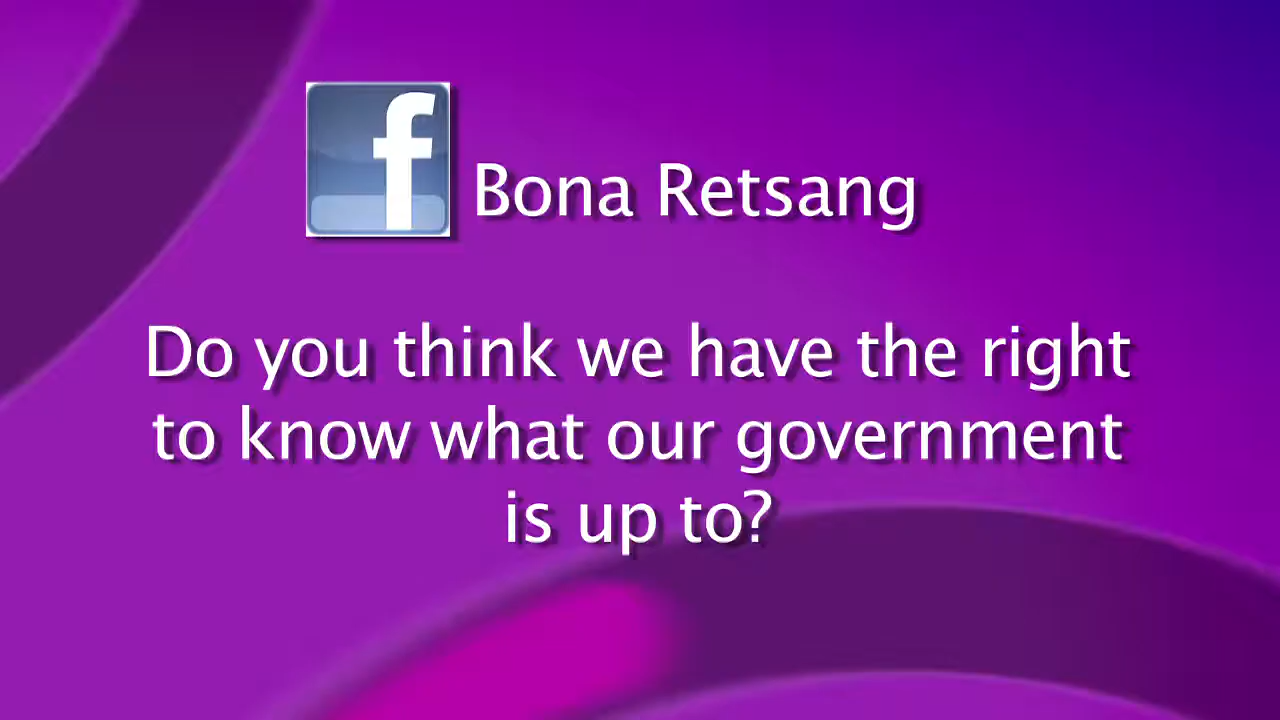 f Bona Retsang
Do you think we have the right
to know what our government
is up to?